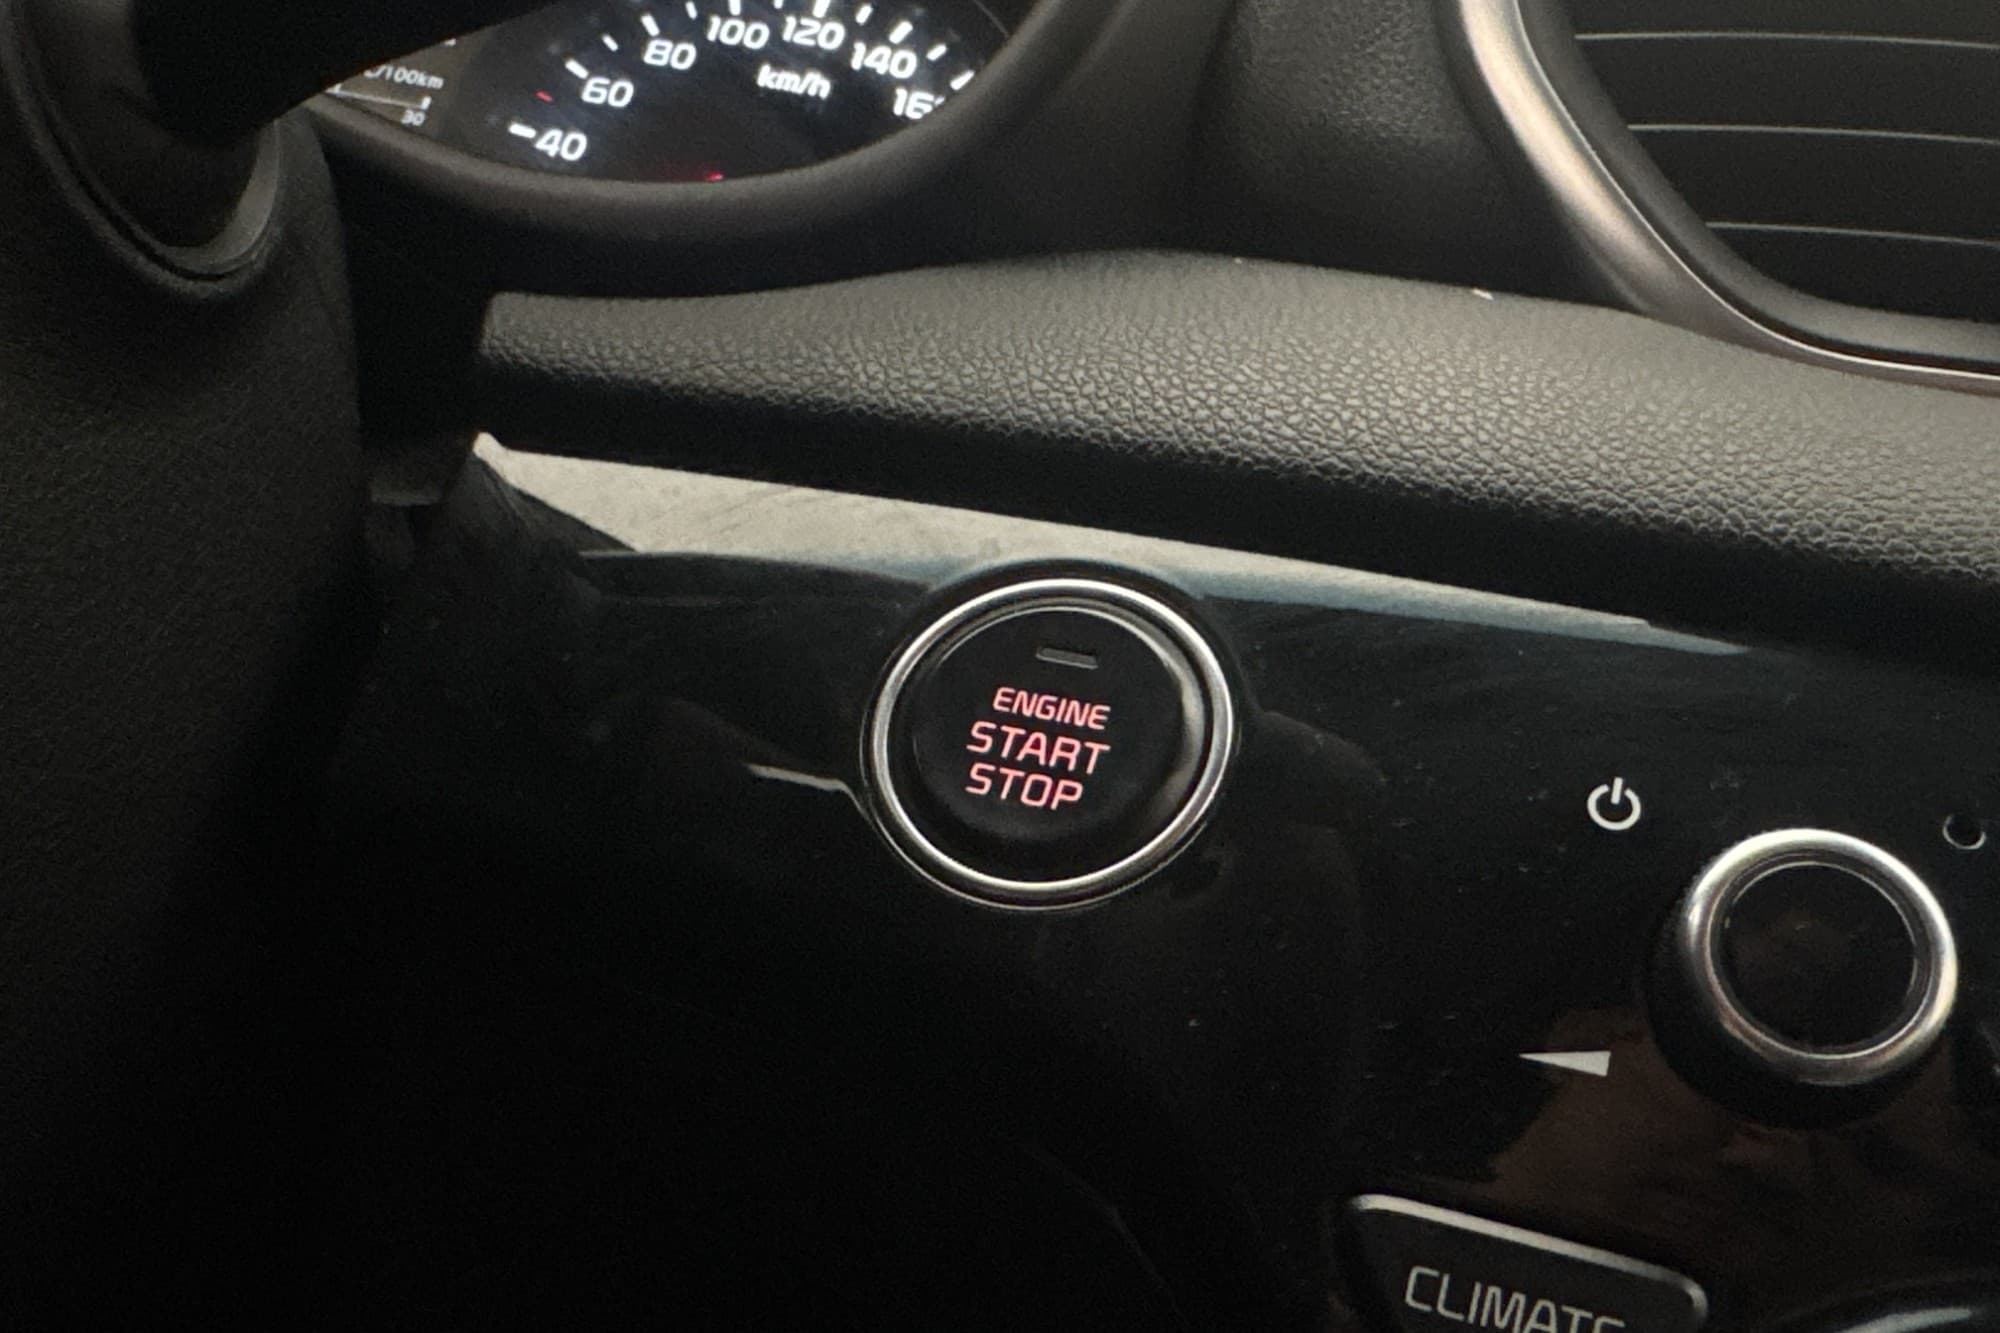 100
120
80
140
km/h
L/100km
60
30
40
ENGINE
START
STOP
CLIMATE